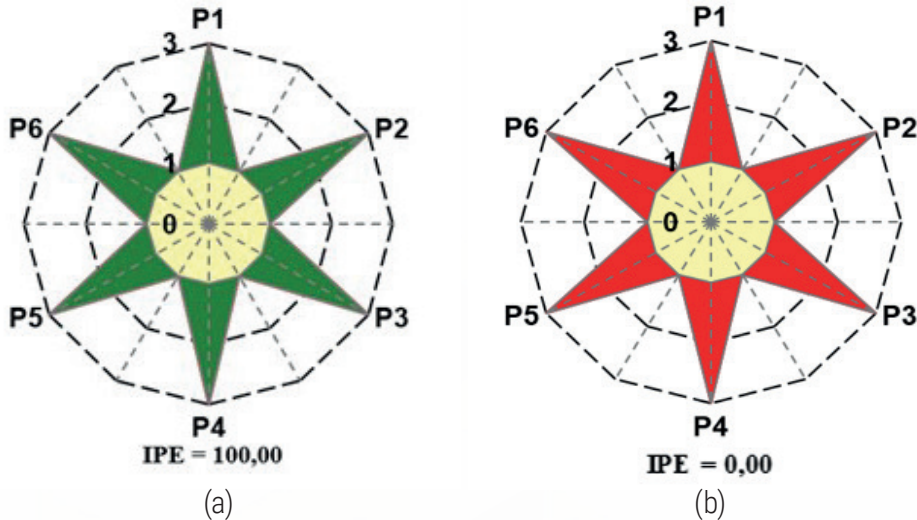 P1
3
P6
2
P2
1
0
P5
P3
P4
IPE = 100,00
(a)
P1
3
P6
2
P2
1
0
P5
P3
P4
IPE = 0,00
(b)